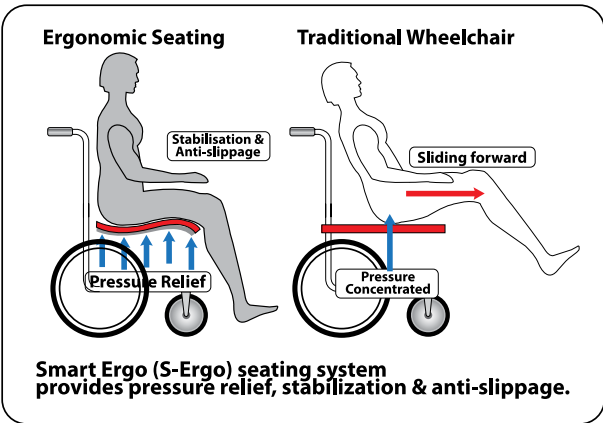 Ergonomic Seating
Traditional Wheelchair
Stabilisation &
Anti-slippage
Sliding forward
Pressure Relief
Pressure
Concentrated
Smart Ergo (S-Ergo) seating system
provides pressure relief, stabilization & anti-slippage.